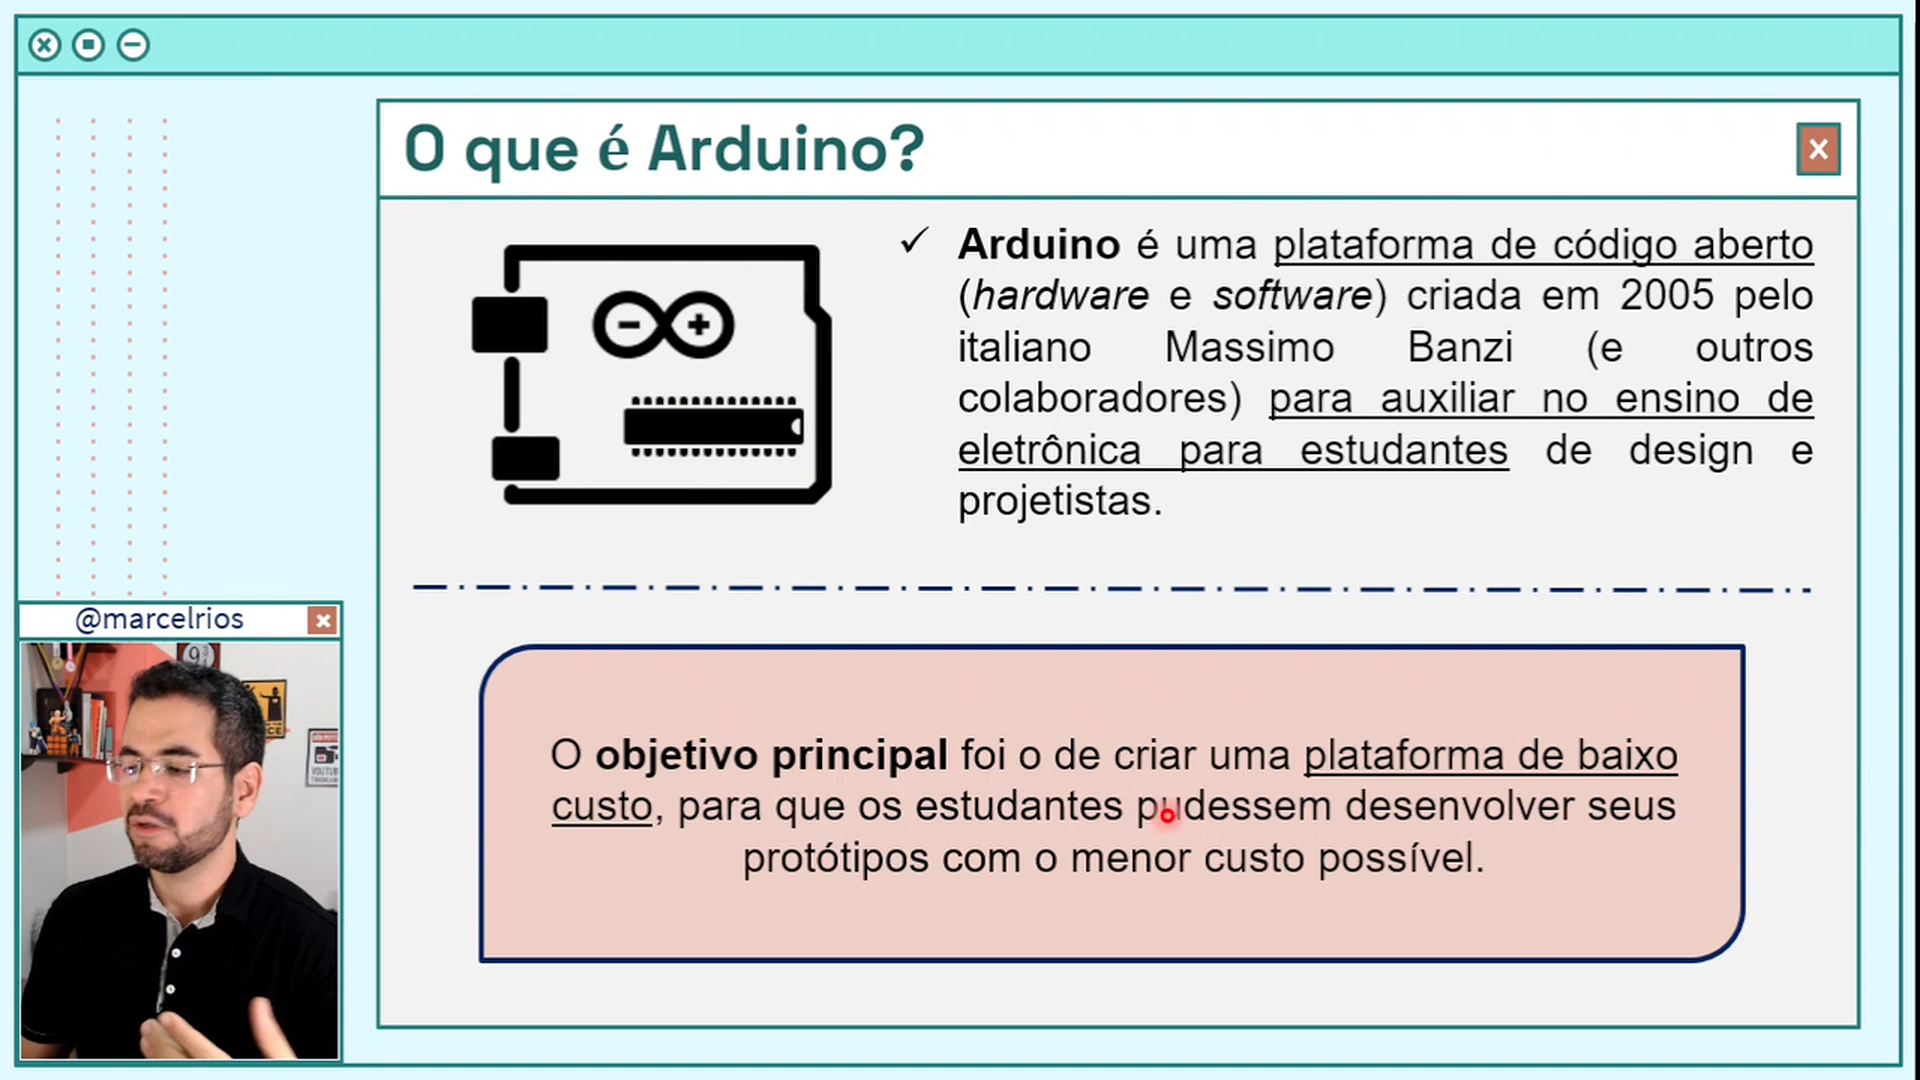 O que é Arduino?
✓ Arduino é uma plataforma de código aberto
(hardware e software) criada em 2005 pelo
italiano Massimo Banzi (e outros
colaboradores) para auxiliar no ensino de
eletrônica para estudantes de design e
projetistas.
@marcelrios
O objetivo principal foi o de criar uma plataforma de baixo
custo, para que os estudantes pudessem desenvolver seus
protótipos com o menor custo possível.